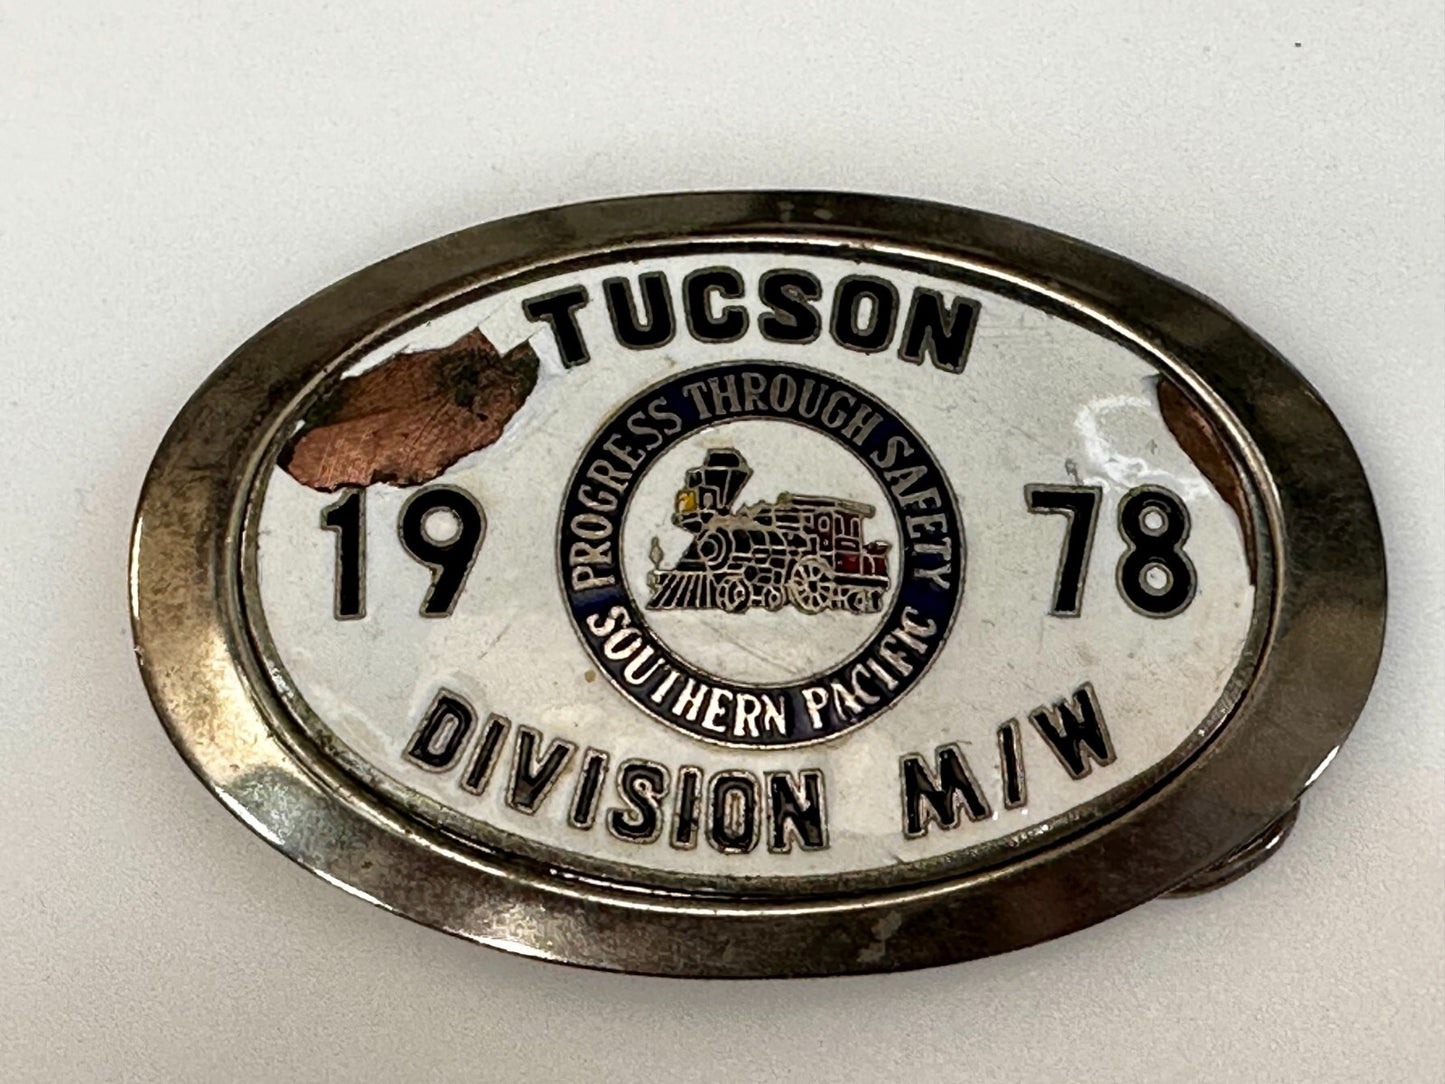 TUCSON
PROGRESS THROUGH SAFETY
19 78
SOUTHERN PACIFIC
DIVISION M/W